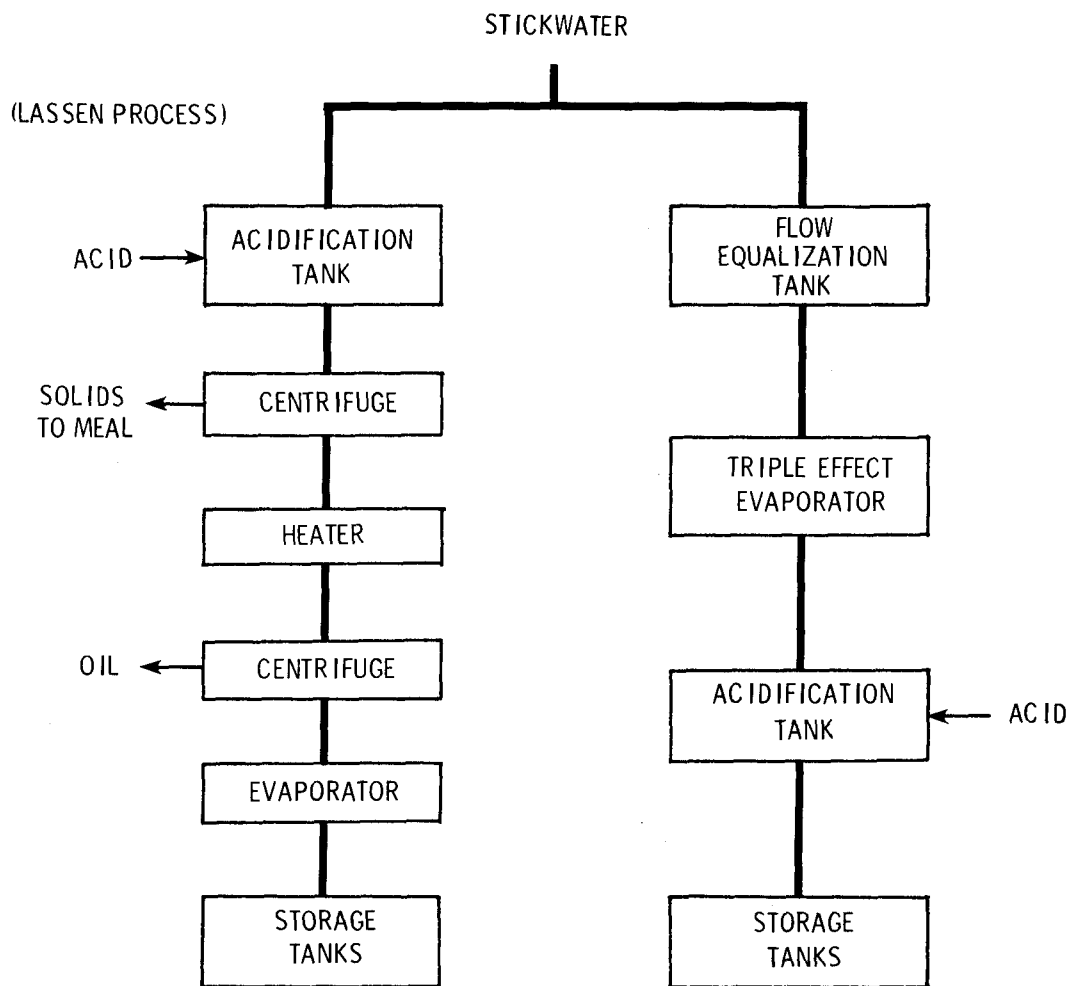 STICKWATER
(LASSEN PROCESS)
ACIDIFICATION
TANK
ACID
CENTRIFUGE
SOLIDS
TO MEAL
HEATER
CENTRIFUGE
OIL
EVAPORATOR
STORAGE
TANKS
FLOW
EQUALIZATION
TANK
TRIPLE EFFECT
EVAPORATOR
ACIDIFICATION
TANK
ACID
STORAGE
TANKS